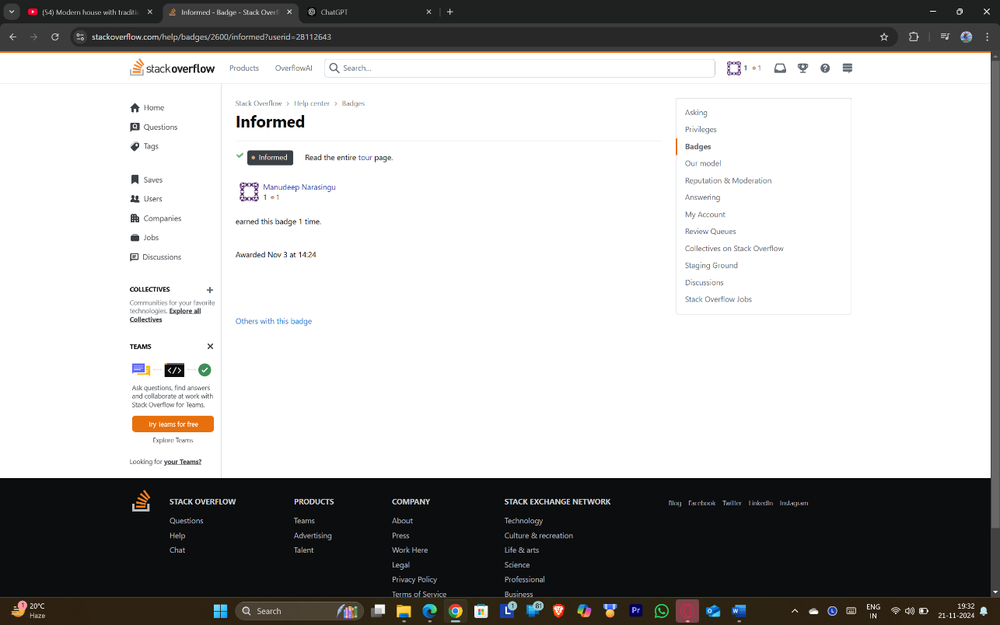 (54) Modern house with traditic
Informed - Badge - Stack Overfl
ChatGPT
stackoverflow.com/help/badges/2600/informed?userid=28112643
stackoverflow
Products
OverflowAI
Search...
1 1
Home
Questions
Tags
Saves
Users
Companies
Jobs
Discussions
COLLECTIVES
Communities for your favorite
technologies. Explore all
Collectives
TEAMS
Ask questions, find answers
and collaborate at work with
Stack Overflow for Teams.
Try Teams for free
Explore Teams
Looking for your Teams?
Stack Overflow > Help center > Badges
Informed
Informed Read the entire tour page.
Manudeep Narasingu
1 1
earned this badge 1 time.
Awarded Nov 3 at 14:24
Others with this badge
Asking
Privileges
Badges
Our model
Reputation & Moderation
Answering
My Account
Review Queues
Collectives on Stack Overflow
Staging Ground
Discussions
Stack Overflow Jobs
STACK OVERFLOW
Questions
Help
Chat
PRODUCTS
Teams
Advertising
Talent
COMPANY
About
Press
Work Here
Legal
Privacy Policy
Terms of Service
STACK EXCHANGE NETWORK
Technology
Culture & recreation
Life & arts
Science
Professional
Business
Blog Facebook Twitter LinkedIn Instagram
1
20°C
Haze
Search
L
1
81
Pr
W
L
ENG
IN
19:32
21-11-2024